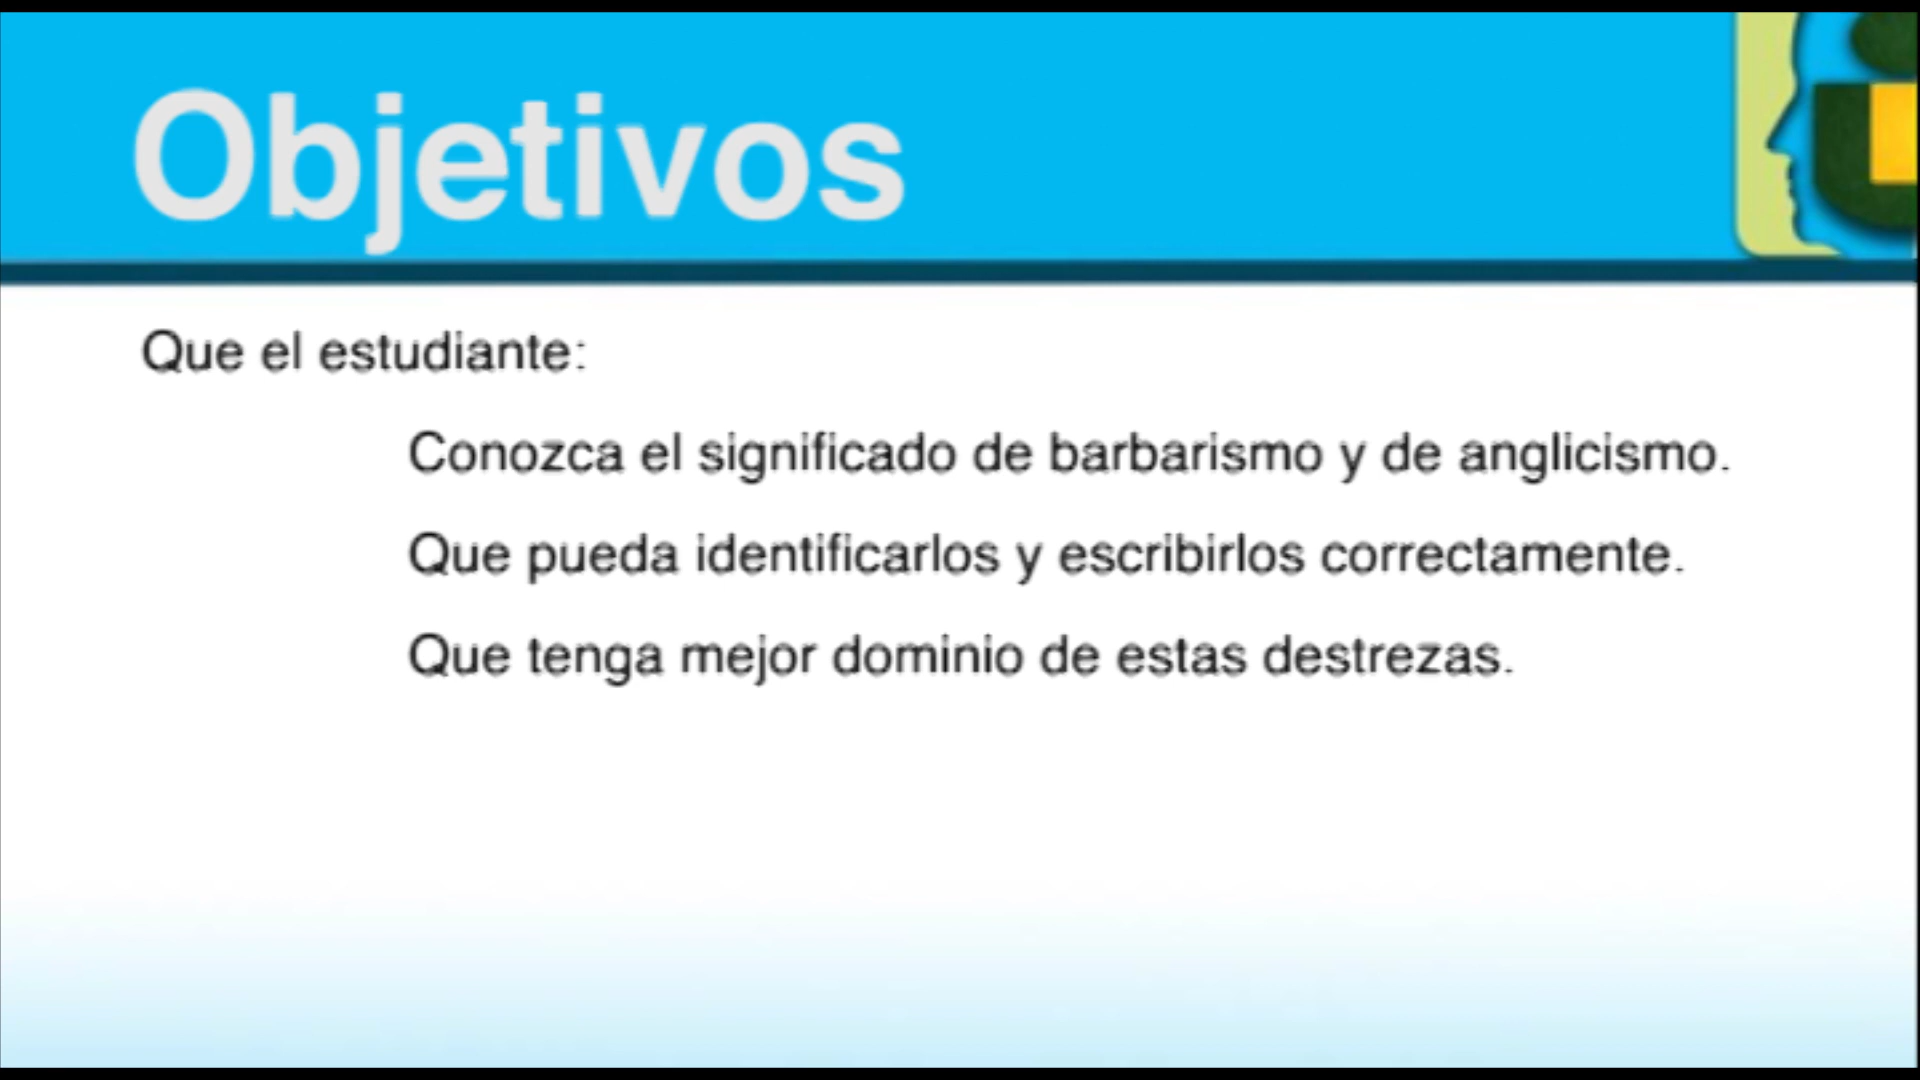 Objetivos
Que el estudiante:
Conozca el significado de barbarismo y de anglicismo.
Que pueda identificarlos y escribirlos correctamente.
Que tenga mejor dominio de estas destrezas.